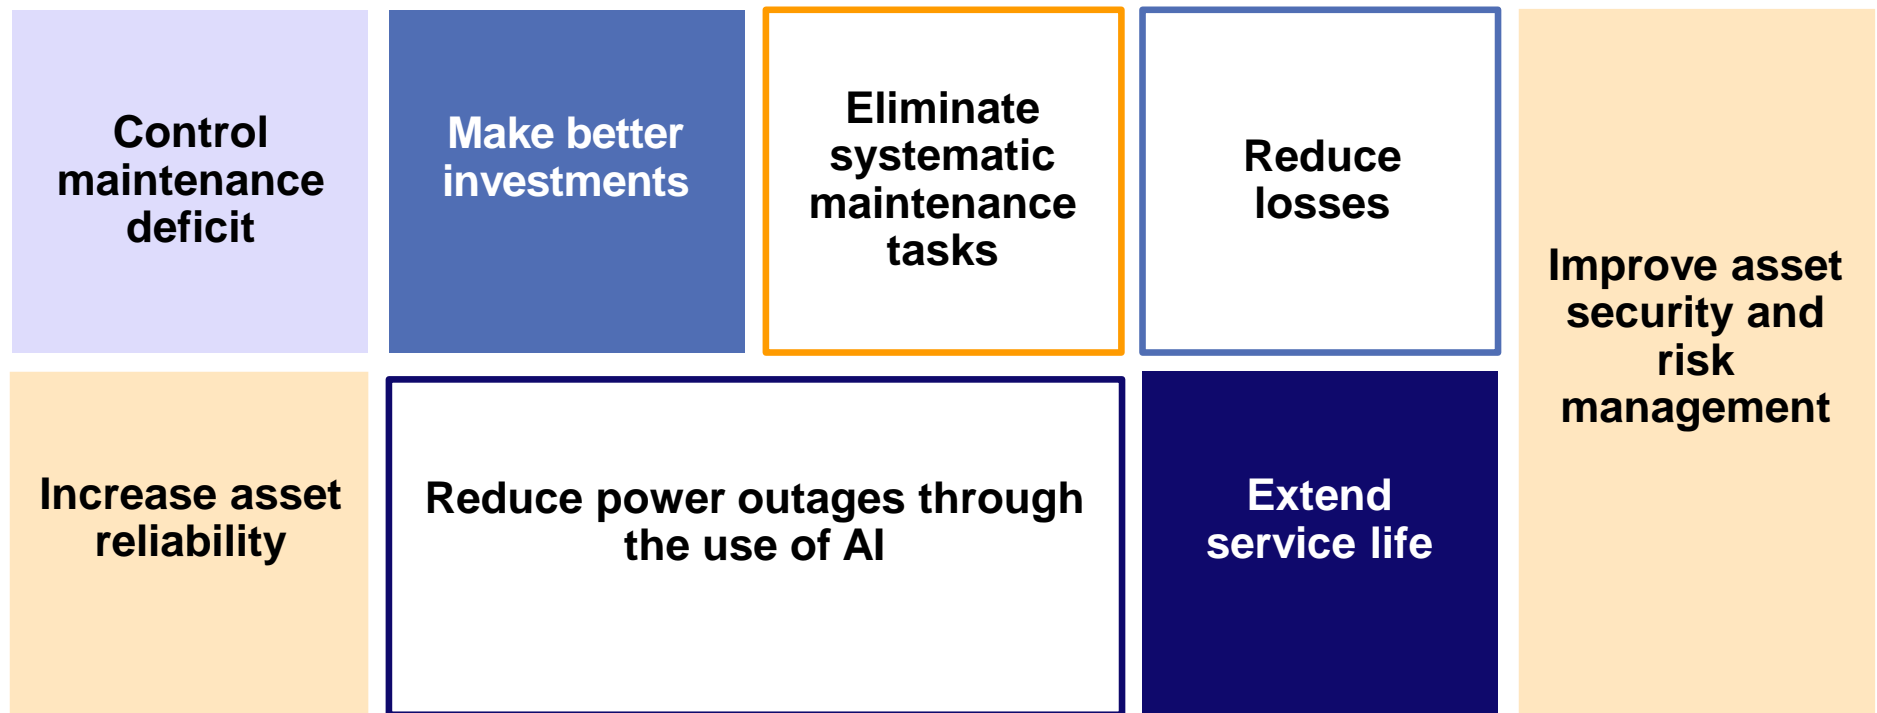 Control
maintenance
deficit
Make better
investments
Eliminate
systematic
maintenance
tasks
Reduce
losses
Improve asset
security and
risk
management
Increase asset
reliability
Reduce power outages through
the use of AI
Extend
service life